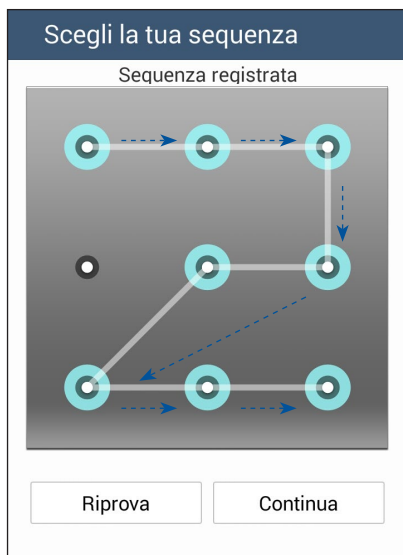 Scegli la tua sequenza
Sequenza registrata
Riprova
Continua